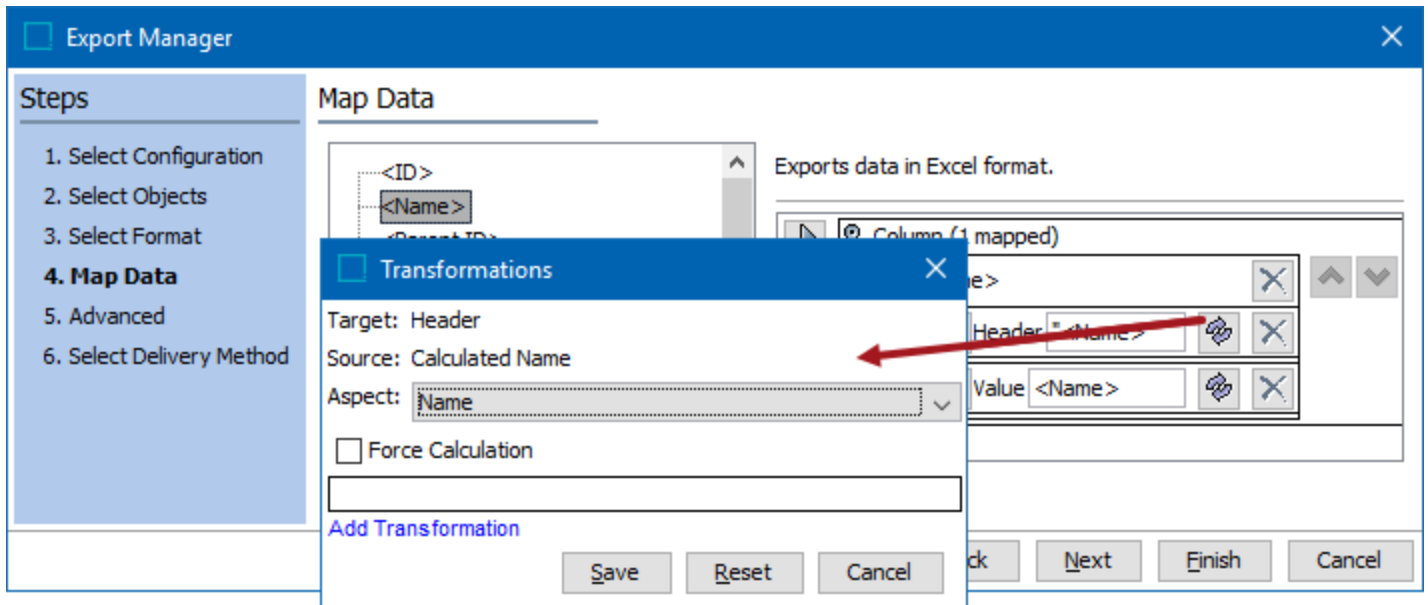 Export Manager
Steps
1. Select Configuration
2. Select Objects
3. Select Format
4. Map Data
5. Advanced
6. Select Delivery Method
Map Data
<ID>
<Name>
Exports data in Excel format.
Column (1 mapped)
e>
Header "<Name>
Value <Name>
Transformations
Target: Header
Source: Calculated Name
Aspect: Name
Force Calculation
Add Transformation
Save Reset Cancel
ck Next Finish Cancel